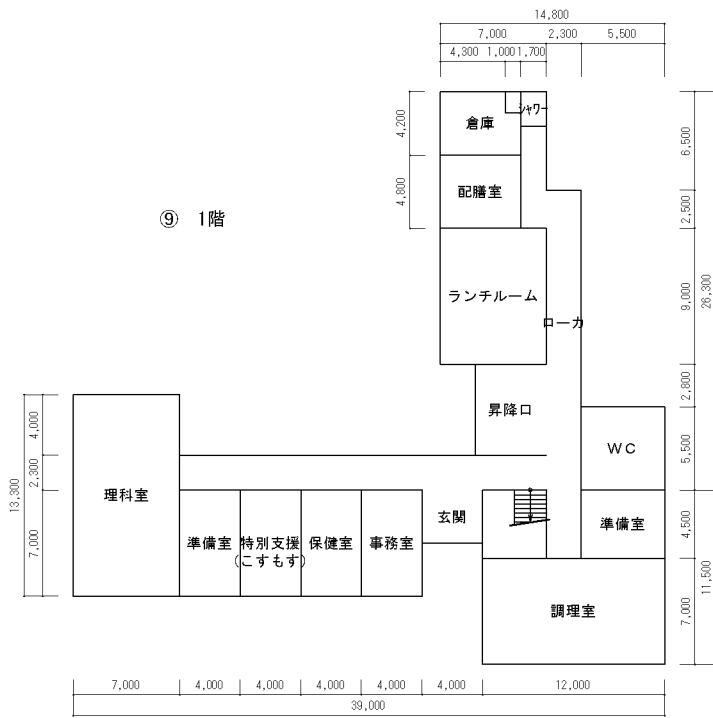 14,800
7,000 2,300 5,500
4,300 1,000 1,700
倉庫
シャワー
4,200
6,500
配膳室
4,800
2,500
⑨ 1階
ランチルーム
ローカ
9,000
26,300
2,800
昇降口
4,000
WC
5,500
2,300
13,300
理科室
7,000
準備室
特別支援
(こすもす)
保健室
事務室
玄関
準備室
4,500
11,500
調理室
7,000
7,000 4,000 4,000 4,000 4,000 4,000 12,000
39,000